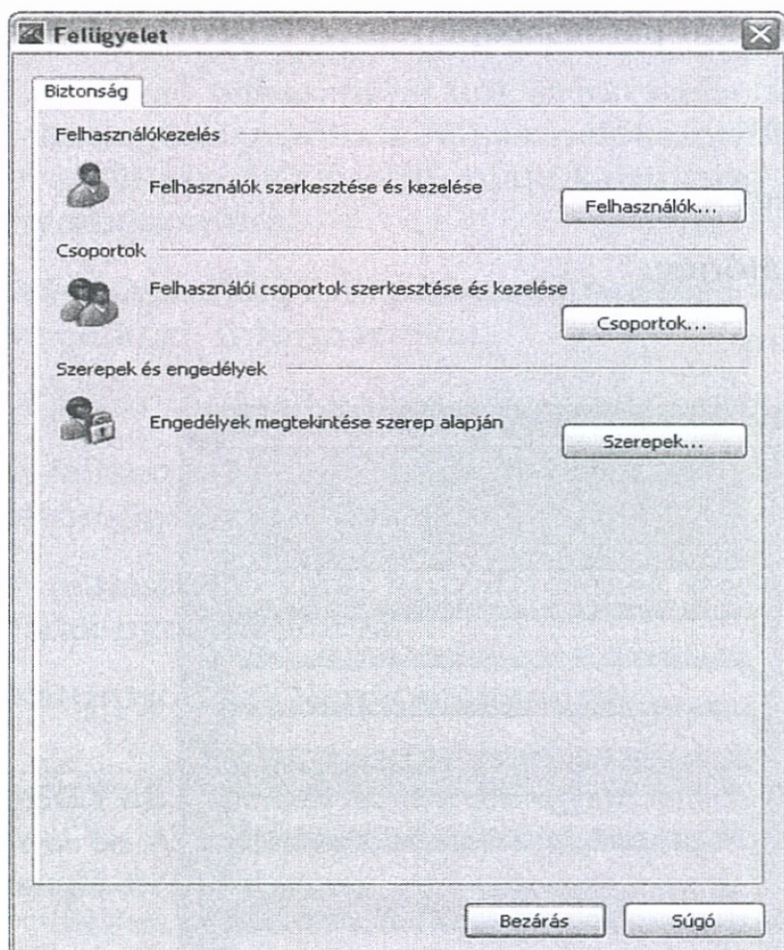 Felügyelet
Biztonság
Felhasználókezelés
Felhasználók szerkesztése és kezelése
Felhasználók...
Csoportok
Felhasználói csoportok szerkesztése és kezelése
Csoportok...
Szerepek és engedélyek
Engedélyek megtekintése szerep alapján
Szerepek...
Bezárás
Súgó